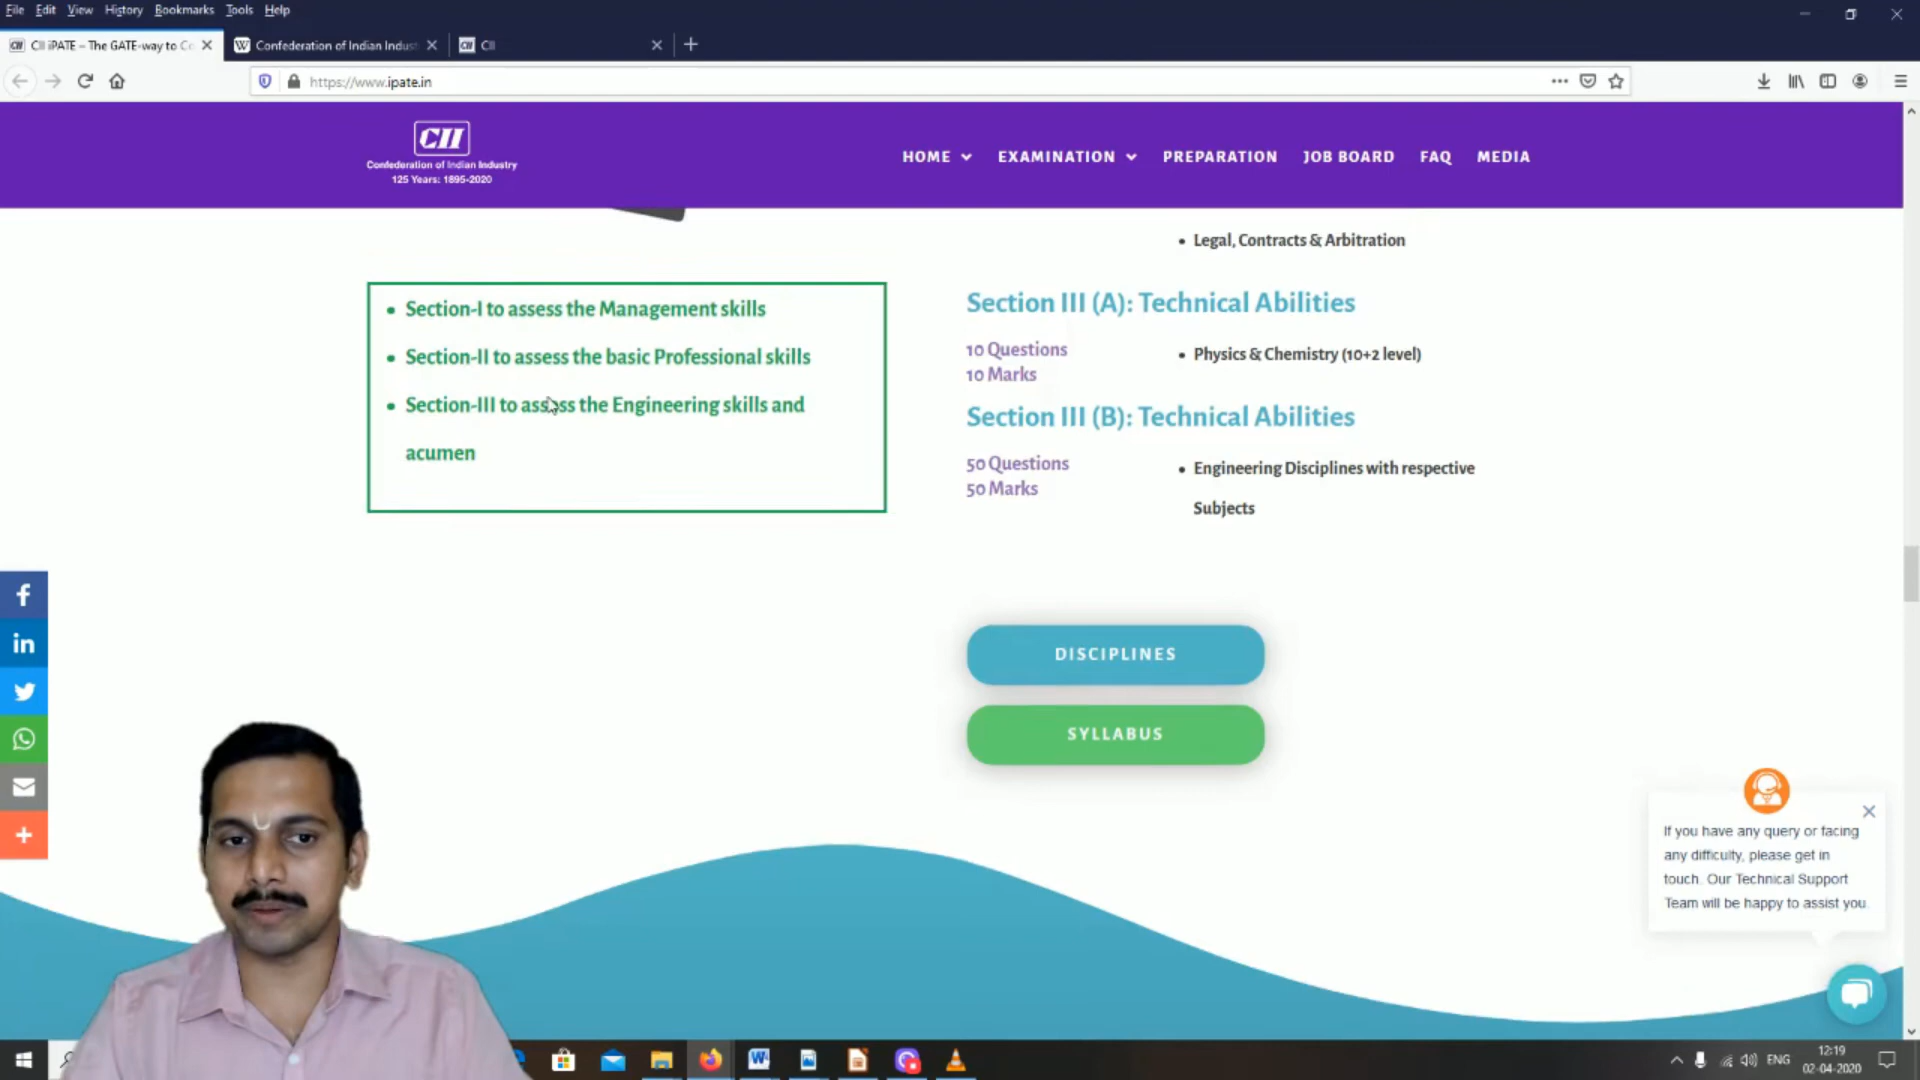 File Edit View History Bookmarks Tools Help
CII iPATE – The GATE-way to Ce
Confederation of Indian Indust
CII
https://www.ipate.in
CII
Confederation of Indian Industry
125 Years: 1895-2020
HOME
EXAMINATION
PREPARATION
JOB BOARD
FAQ
MEDIA
• Legal, Contracts & Arbitration
• Section-I to assess the Management skills
• Section-II to assess the basic Professional skills
• Section-III to assess the Engineering skills and
acumen
Section III (A): Technical Abilities
10 Questions
10 Marks
• Physics & Chemistry (10+2 level)
Section III (B): Technical Abilities
50 Questions
50 Marks
• Engineering Disciplines with respective
Subjects
DISCIPLINES
SYLLABUS
If you have any query or facing
any difficulty, please get in
touch. Our Technical Support
Team will be happy to assist you.
ENG
12:19
02-04-2020